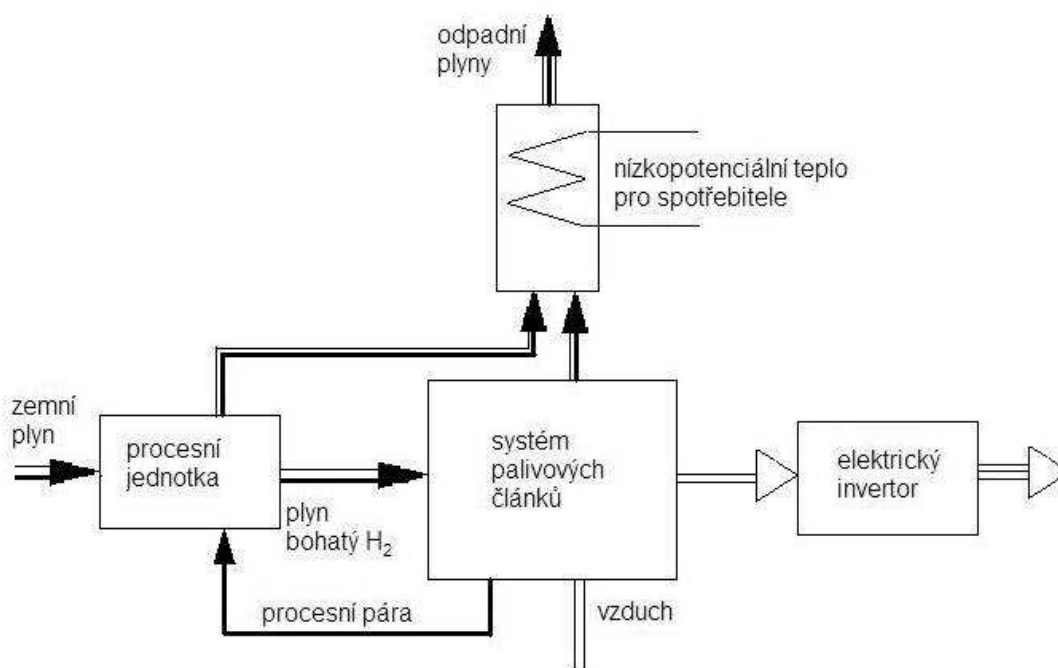 odpadní
plyny
nízkopotenciální teplo
pro spotřebitele
zemní
plyn
procesní
jednotka
plyn
bohatý H₂
systém
palivových
článků
elektrický
invertor
procesní pára
vzduch